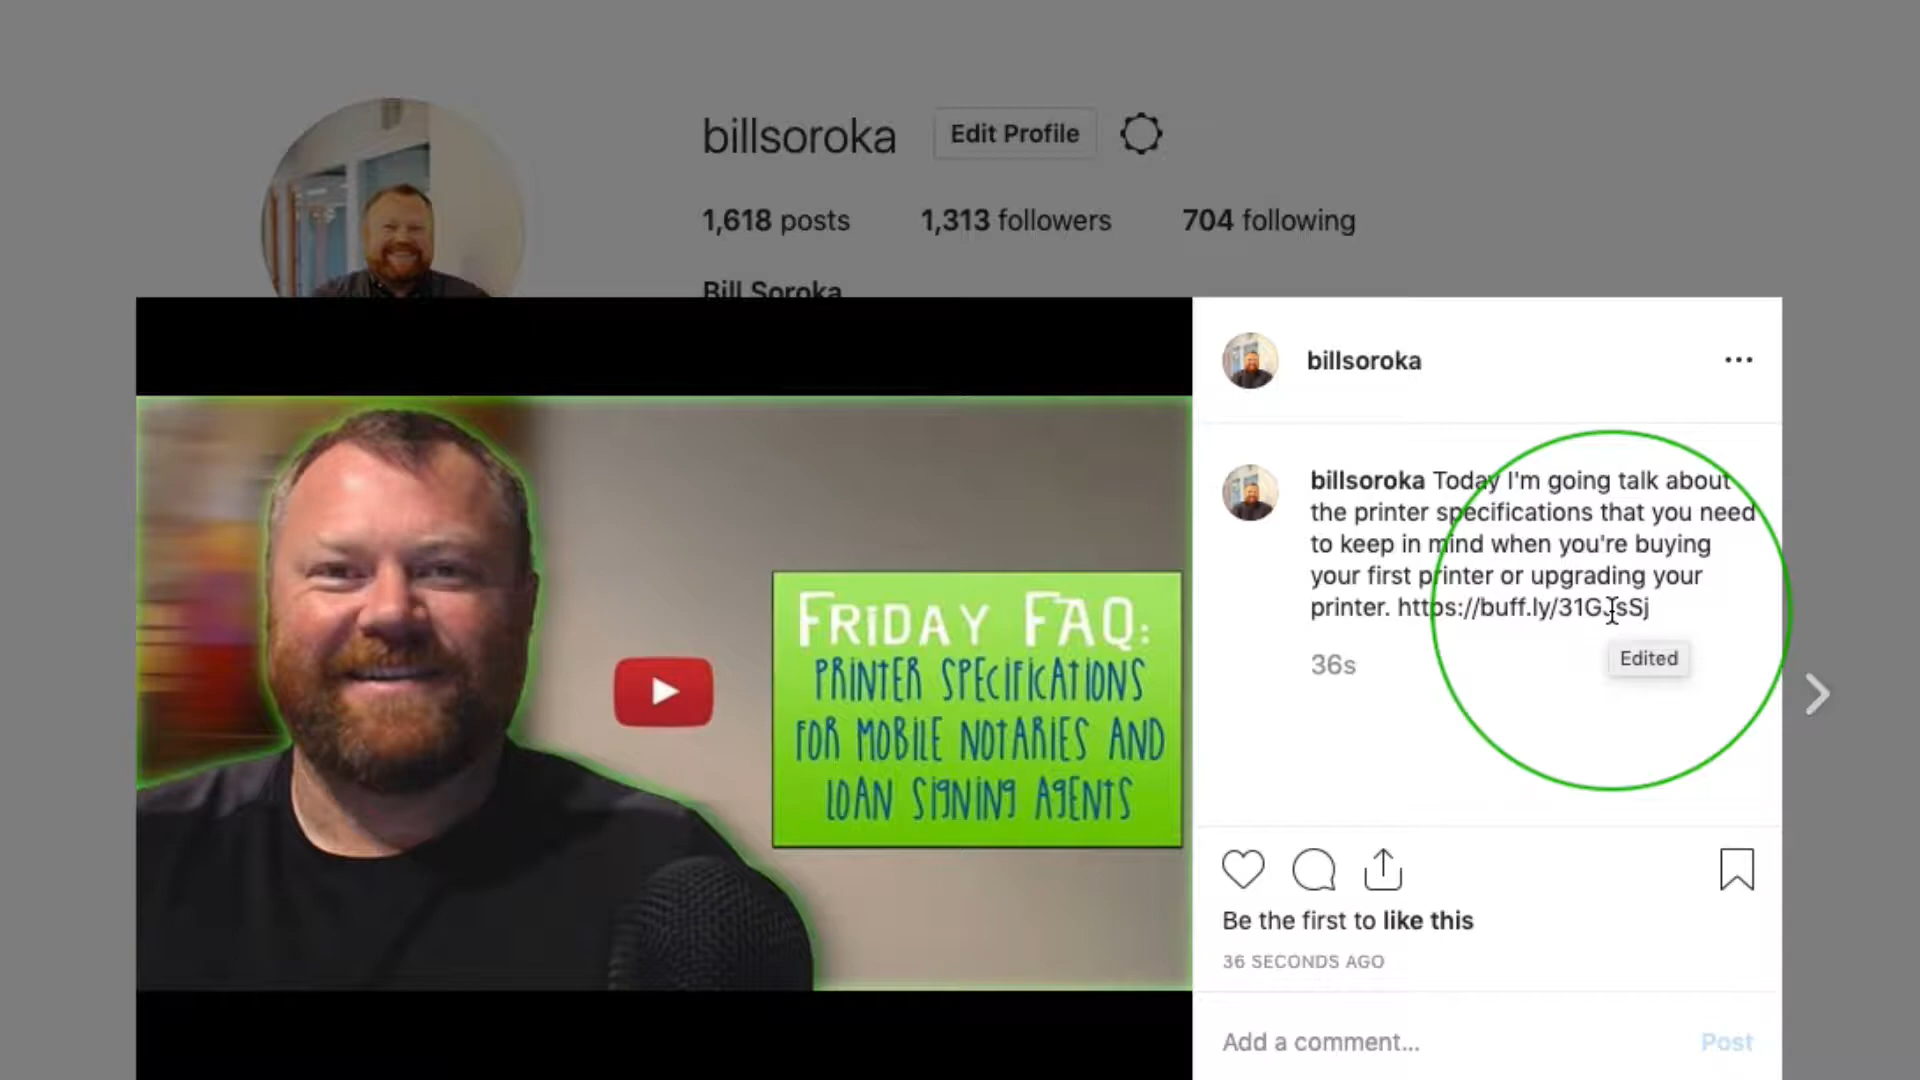 billsoroka Edit Profile
1,618 posts 1,313 followers 704 following
Bill Soroka
FRIDAY FAQ:
PRINTER SPECIFICATIONS
FOR MOBILE NOTARIES AND
LOAN SIGNING AGENTS
billsoroka
billsoroka Today I'm going talk about
the printer specifications that you need
to keep in mind when you're buying
your first printer or upgrading your
printer. https://buff.ly/31GJsSj
36s
Edited
Be the first to like this
36 SECONDS AGO
Add a comment... Post